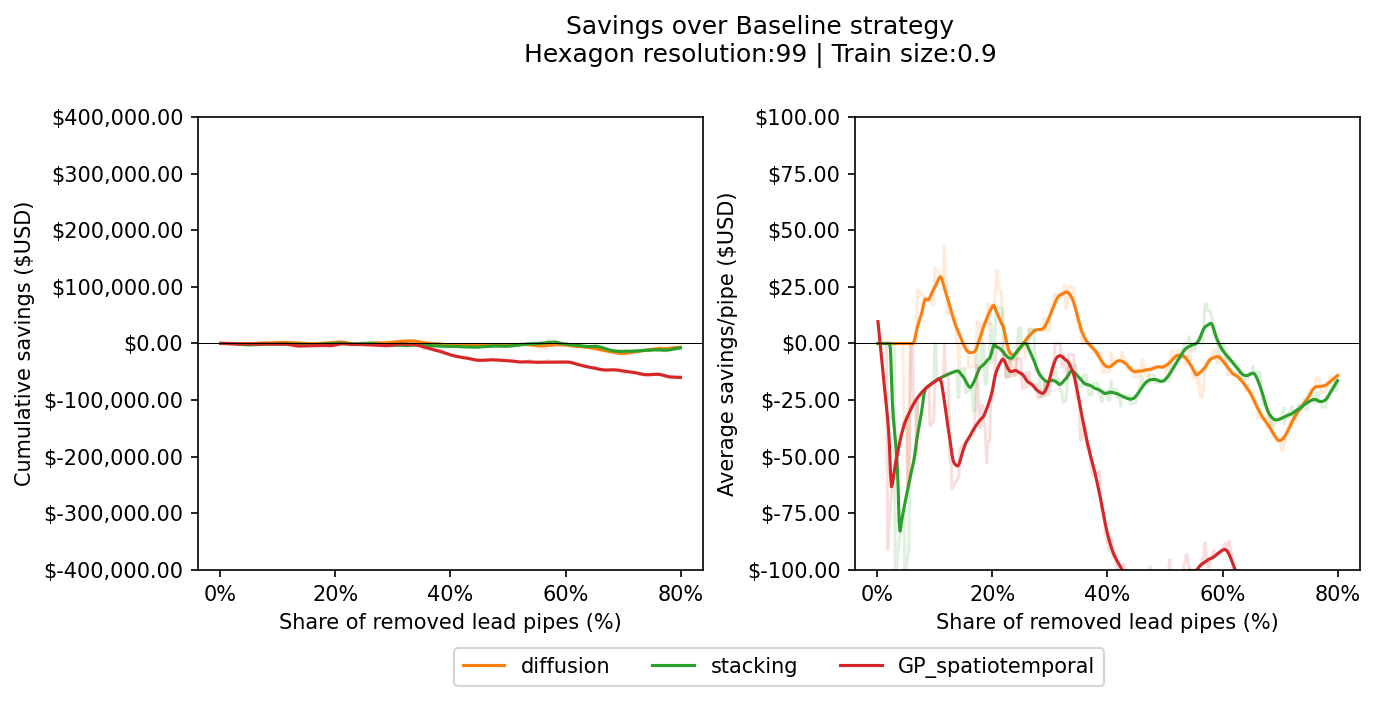 Savings over Baseline strategy
Hexagon resolution:99 | Train size:0.9
Cumulative savings ($USD)
$400,000.00
$300,000.00
$200,000.00
$100,000.00
$0.00
$-100,000.00
$-200,000.00
$-300,000.00
$-400,000.00
0% 20% 40% 60% 80%
Share of removed lead pipes (%)
Average savings/pipe ($USD)
$100.00
$75.00
$50.00
$25.00
$0.00
$-25.00
$-50.00
$-75.00
$-100.00
0% 20% 40% 60% 80%
Share of removed lead pipes (%)
diffusion stacking GP_spatiotemporal